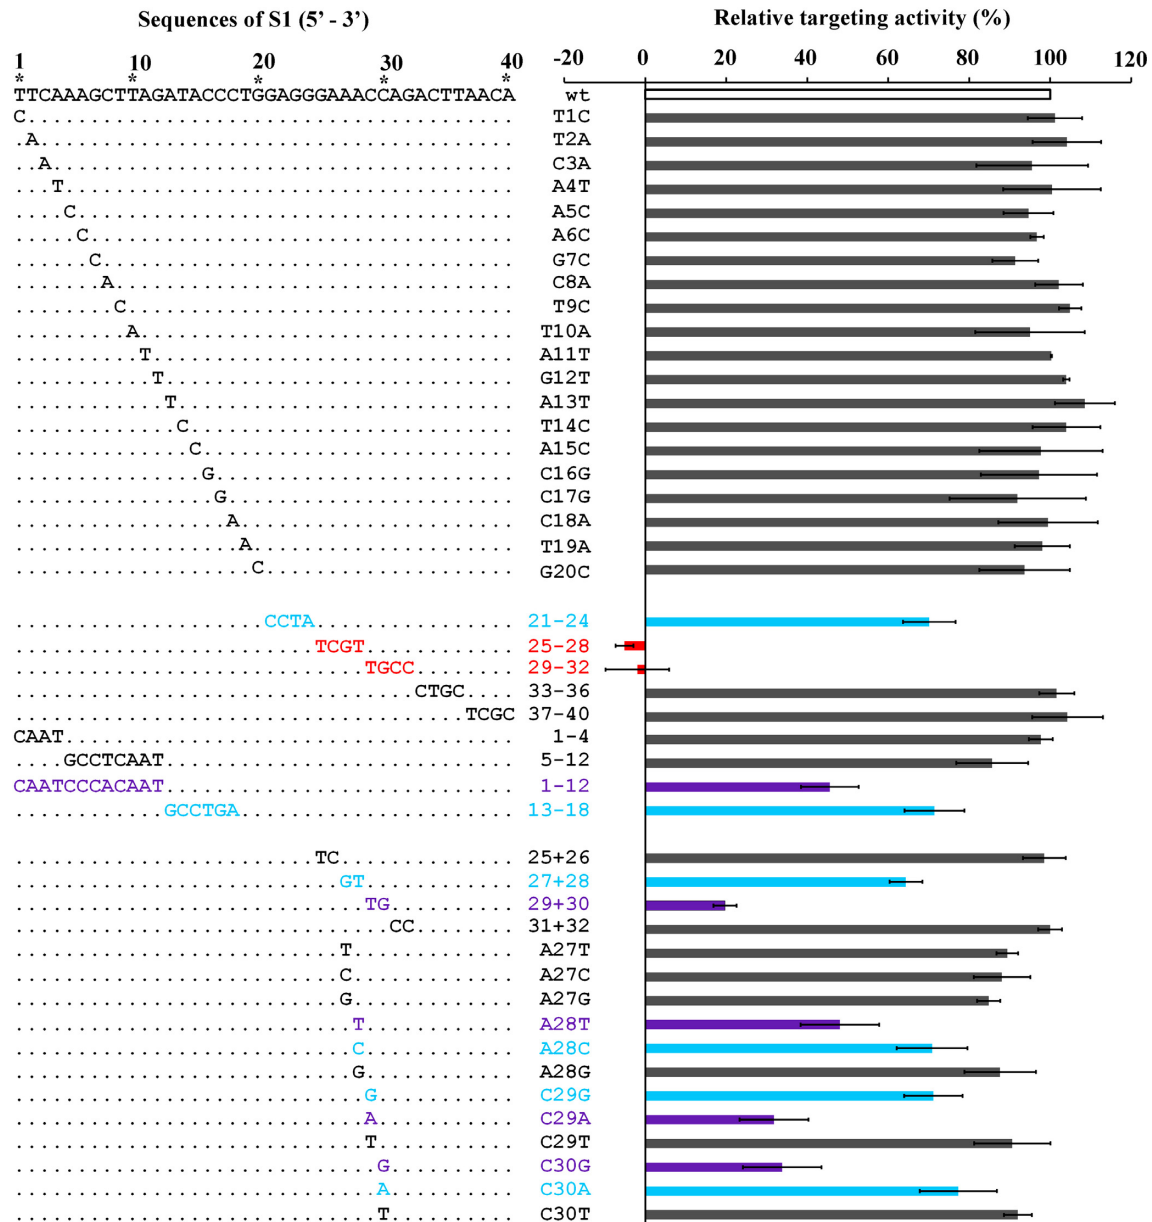 Sequences of S1 (5’ - 3’) Relative targeting activity (%)
1 10 20 30 40 -20 0 20 40 60 80 100 120
* * * * *
TTCAAAGCTTAGATACCCTGGAGGGAAACCAGACTTAACA wt
C....................................... T1C
.A...................................... T2A
..A..................................... C3A
...T.................................... A4T
....C................................... A5C
.....C.................................. A6C
......C................................. G7C
.......A................................ C8A
........C............................... T9C
.........A.............................. T10A
..........T............................. A11T
...........T............................ G12T
............T........................... A13T
.............C.......................... T14C
..............C......................... A15C
...............G........................ C16G
................G....................... C17G
.................A...................... C18A
..................A..................... T19A
...................C.................... G20C
....................CCTA................ 21-24
........................TCGT............ 25-28
............................TGCC........ 29-32
................................CTGC.... 33-36
....................................TCGC 37-40
CAAT.................................... 1-4
....GCCTCAAT............................ 5-12
CAATCCCACAAT............................ 1-12
............GCCTGA...................... 13-18
........................TC.............. 25+26
..........................GT............ 27+28
............................TG.......... 29+30
..............................CC........ 31+32
..........................T............. A27T
..........................C............. A27C
..........................G............. A27G
...........................T............ A28T
...........................C............ A28C
...........................G............ A28G
............................G........... C29G
............................A........... C29A
............................T........... C29T
.............................G.......... C30G
.............................A.......... C30A
.............................T.......... C30T